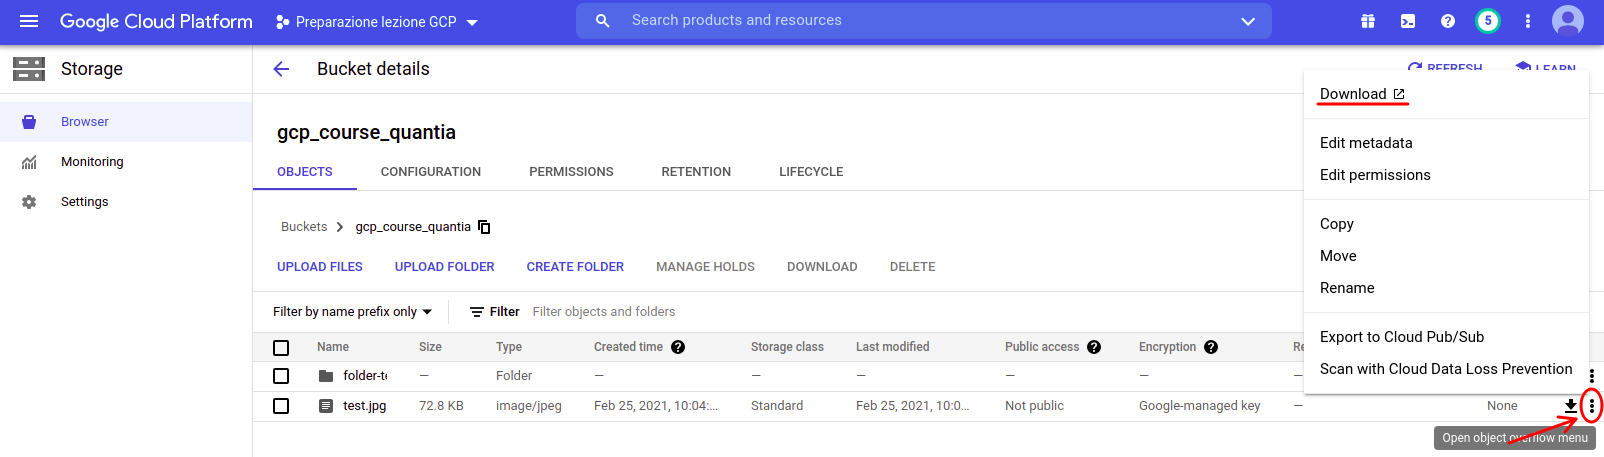 Google Cloud Platform Preparazione lezione GCP Search products and resources 5
Storage Bucket details REFRESH LEARN
Browser
Monitoring
Settings
gcp_course_quantia
OBJECTS CONFIGURATION PERMISSIONS RETENTION LIFECYCLE
Buckets gcp_course_quantia
UPLOAD FILES UPLOAD FOLDER CREATE FOLDER MANAGE HOLDS DOWNLOAD DELETE
Filter by name prefix only Filter Filter objects and folders
Name Size Type Created time Storage class Last modified Public access Encryption Re
folder-te — Folder — — — — —
test.jpg 72.8 KB image/jpeg Feb 25, 2021, 10:04:... Standard Feb 25, 2021, 10:0... Not public Google-managed key — None
Download
Edit metadata
Edit permissions
Copy
Move
Rename
Export to Cloud Pub/Sub
Scan with Cloud Data Loss Prevention
Open object overflow menu